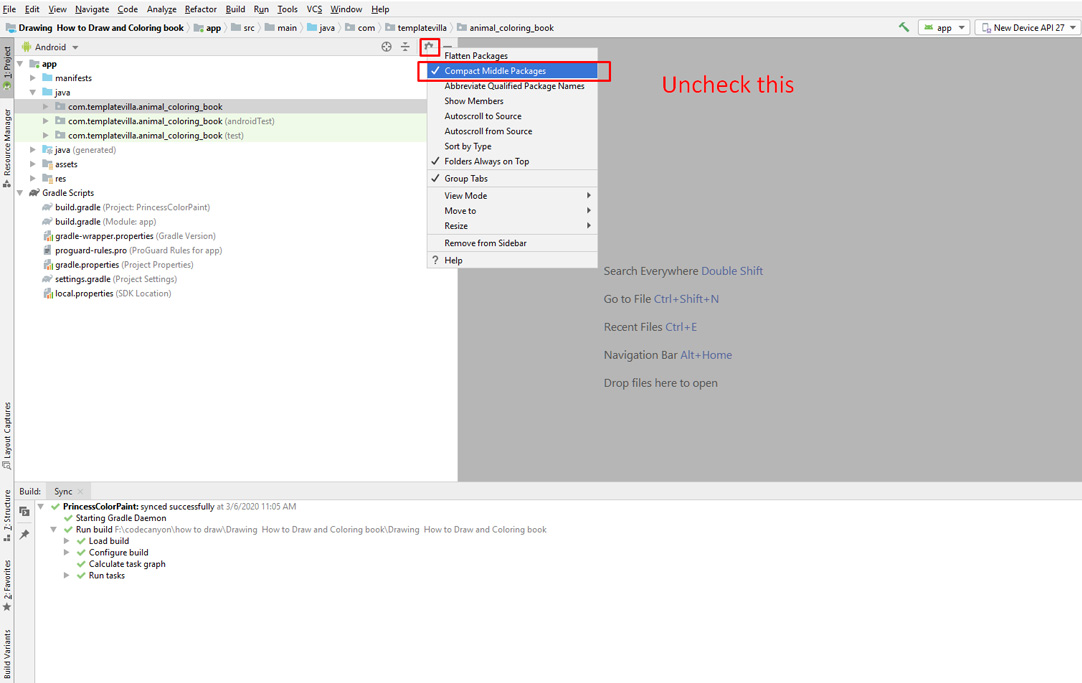 File Edit View Navigate Code Analyze Refactor Build Run Tools VCS Window Help
Drawing How to Draw and Coloring book app src main java com templatevilla animal_coloring_book app New Device API 27
1: Project
Resource Manager
Layout Captures
Z: Structure
2: Favorites
Build Variants
Android
app
manifests
java
com.templatevilla.animal_coloring_book
com.templatevilla.animal_coloring_book (androidTest)
com.templatevilla.animal_coloring_book (test)
java (generated)
assets
res
Gradle Scripts
build.gradle (Project: PrincessColorPaint)
build.gradle (Module: app)
gradle-wrapper.properties (Gradle Version)
proguard-rules.pro (ProGuard Rules for app)
gradle.properties (Project Properties)
settings.gradle (Project Settings)
local.properties (SDK Location)
Flatten Packages
Compact Middle Packages
Abbreviate Qualified Package Names
Show Members
Autoscroll to Source
Autoscroll from Source
Sort by Type
Folders Always on Top
Group Tabs
View Mode
Move to
Resize
Remove from Sidebar
? Help
Uncheck this
Search Everywhere Double Shift
Go to File Ctrl+Shift+N
Recent Files Ctrl+E
Navigation Bar Alt+Home
Drop files here to open
Build: Sync
PrincessColorPaint: synced successfully at 3/6/2020 11:05 AM
Starting Gradle Daemon
Run build F:\codecanyon\how to draw\Drawing How to Draw and Coloring book\Drawing How to Draw and Coloring book
Load build
Configure build
Calculate task graph
Run tasks